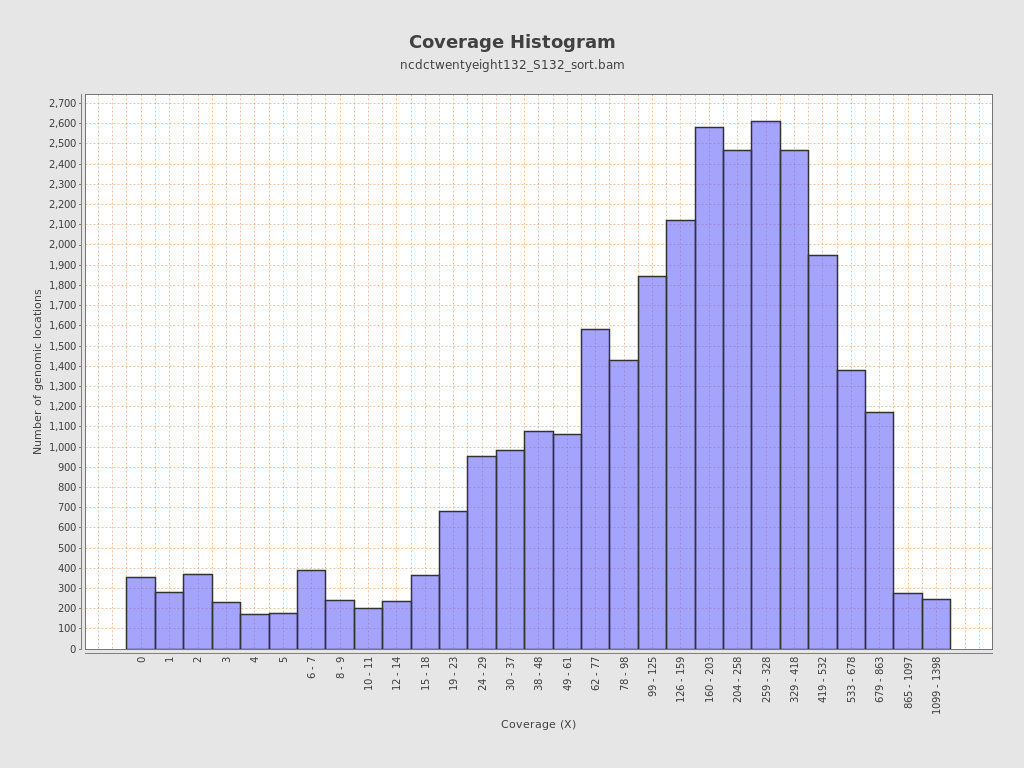 Coverage Histogram
ncdctwentyeight132_S132_sort.bam
2,700
2,600
2,500
2,400
2,300
2,200
2,100
2,000
1,900
1,800
1,700
1,600
1,500
1,400
1,300
1,200
1,100
1,000
900
800
700
600
500
400
300
200
100
0
Number of genomic locations
0
1
2
3
4
5
6 - 7
8 - 9
10 - 11
12 - 14
15 - 18
19 - 23
24 - 29
30 - 37
38 - 48
49 - 61
62 - 77
78 - 98
99 - 125
126 - 159
160 - 203
204 - 258
259 - 328
329 - 418
419 - 532
533 - 678
679 - 863
865 - 1097
1099 - 1398
Coverage (X)